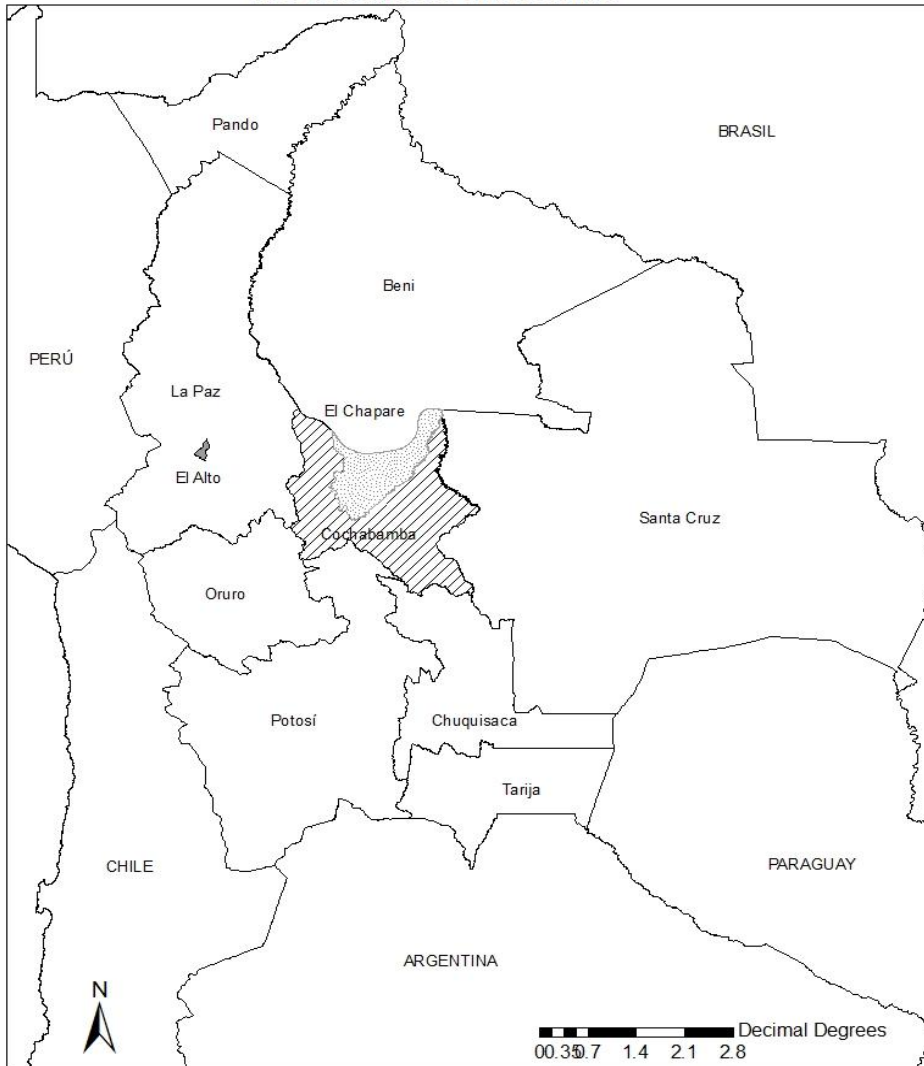 Pando
BRASIL
Beni
PERÚ
La Paz
El Chapare
El Alto
Santa Cruz
Cochabamba
Oruro
Potosí
Chuquisaca
Tarija
CHILE
PARAGUAY
ARGENTINA
N
Decimal Degrees
00.350.7 1.4 2.1 2.8